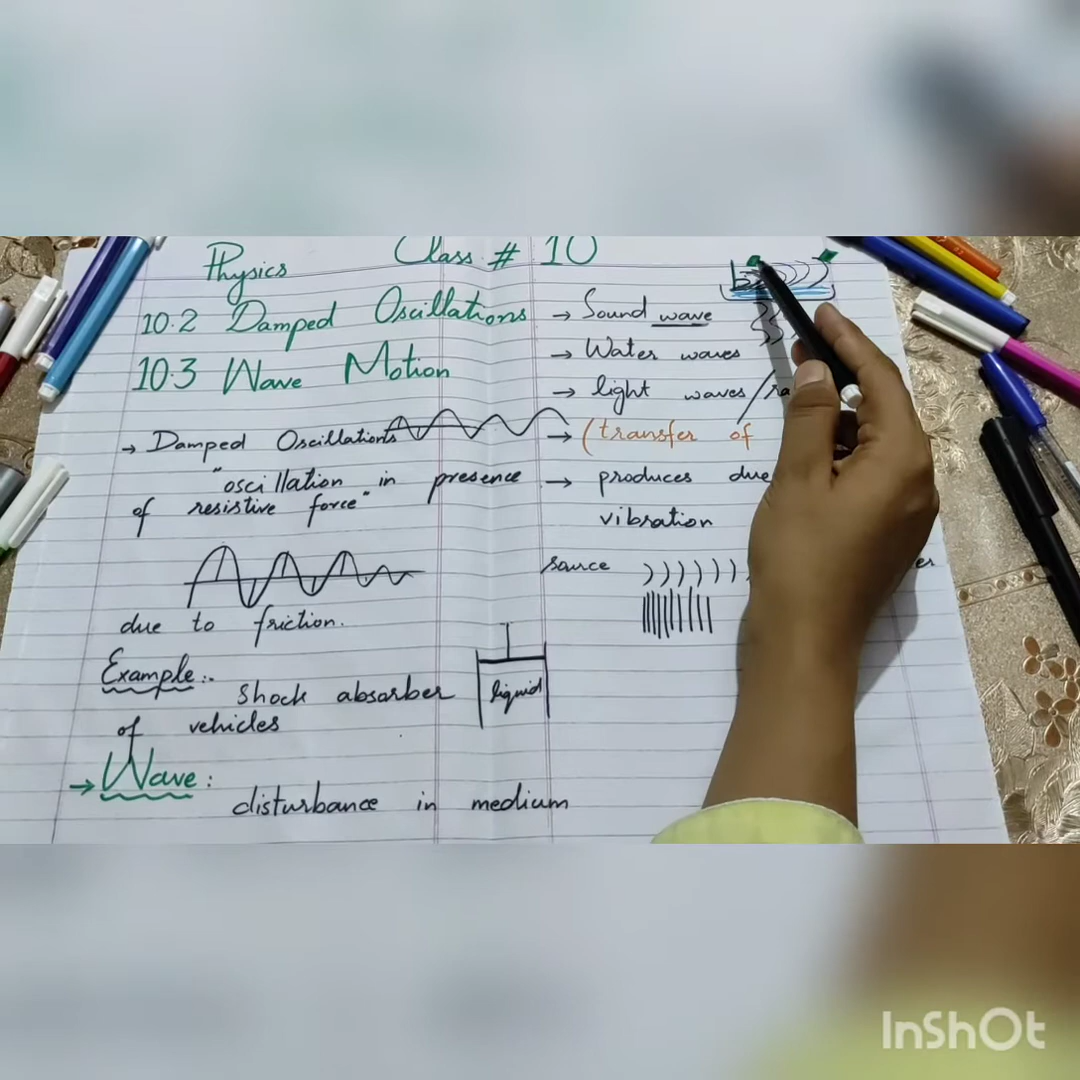 Physics Class # 10
10.2 Damped Oscillations
10.3 Wave Motion
→ Damped Oscillations
"oscillation in presence
of resistive force"
due to friction.
Example:-
Shock absorber
of vehicles
liquid
→ Wave:
disturbance in medium
→ Sound wave
→ Water waves
→ light waves/
→ (transfer of
→ produces due
vibration
source
InShOt